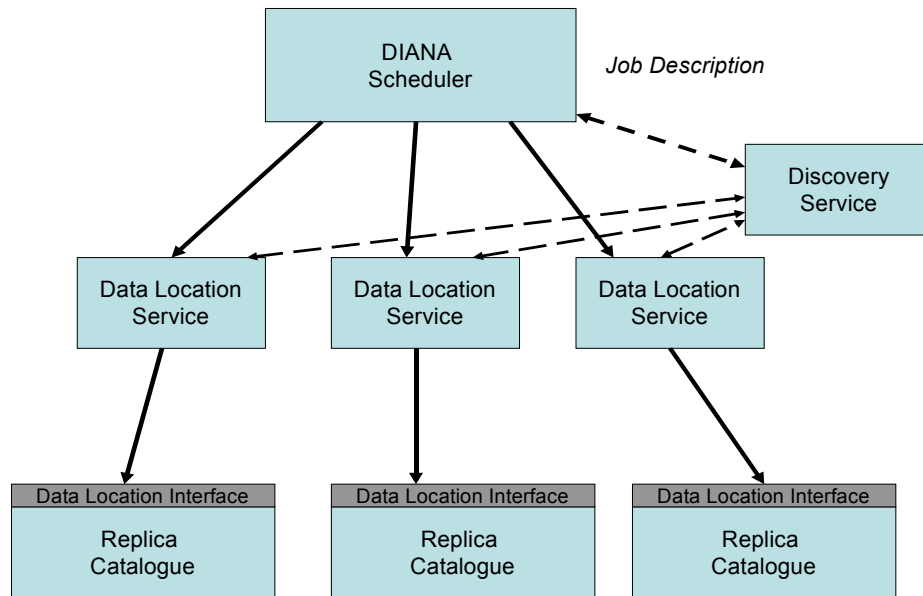 DIANA
Scheduler
Job Description
Discovery
Service
Data Location
Service
Data Location
Service
Data Location
Service
Data Location Interface
Replica
Catalogue
Data Location Interface
Replica
Catalogue
Data Location Interface
Replica
Catalogue